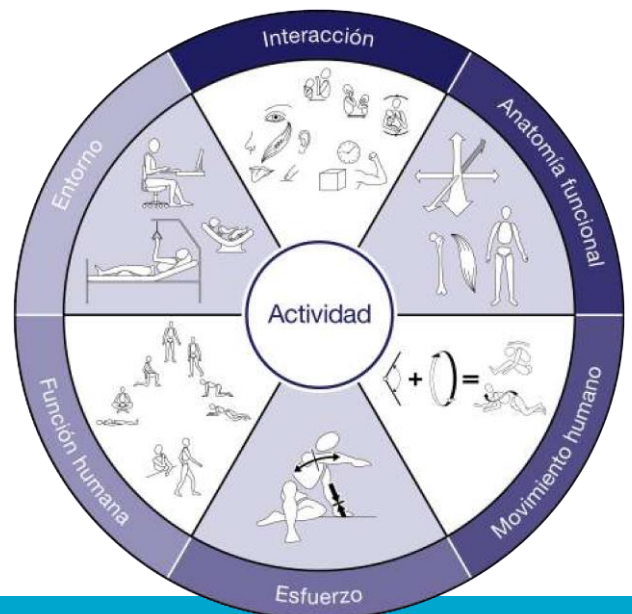 Interacción
Anatomía funcional
Movimiento humano
Esfuerzo
Función humana
Entorno
Actividad
+
=